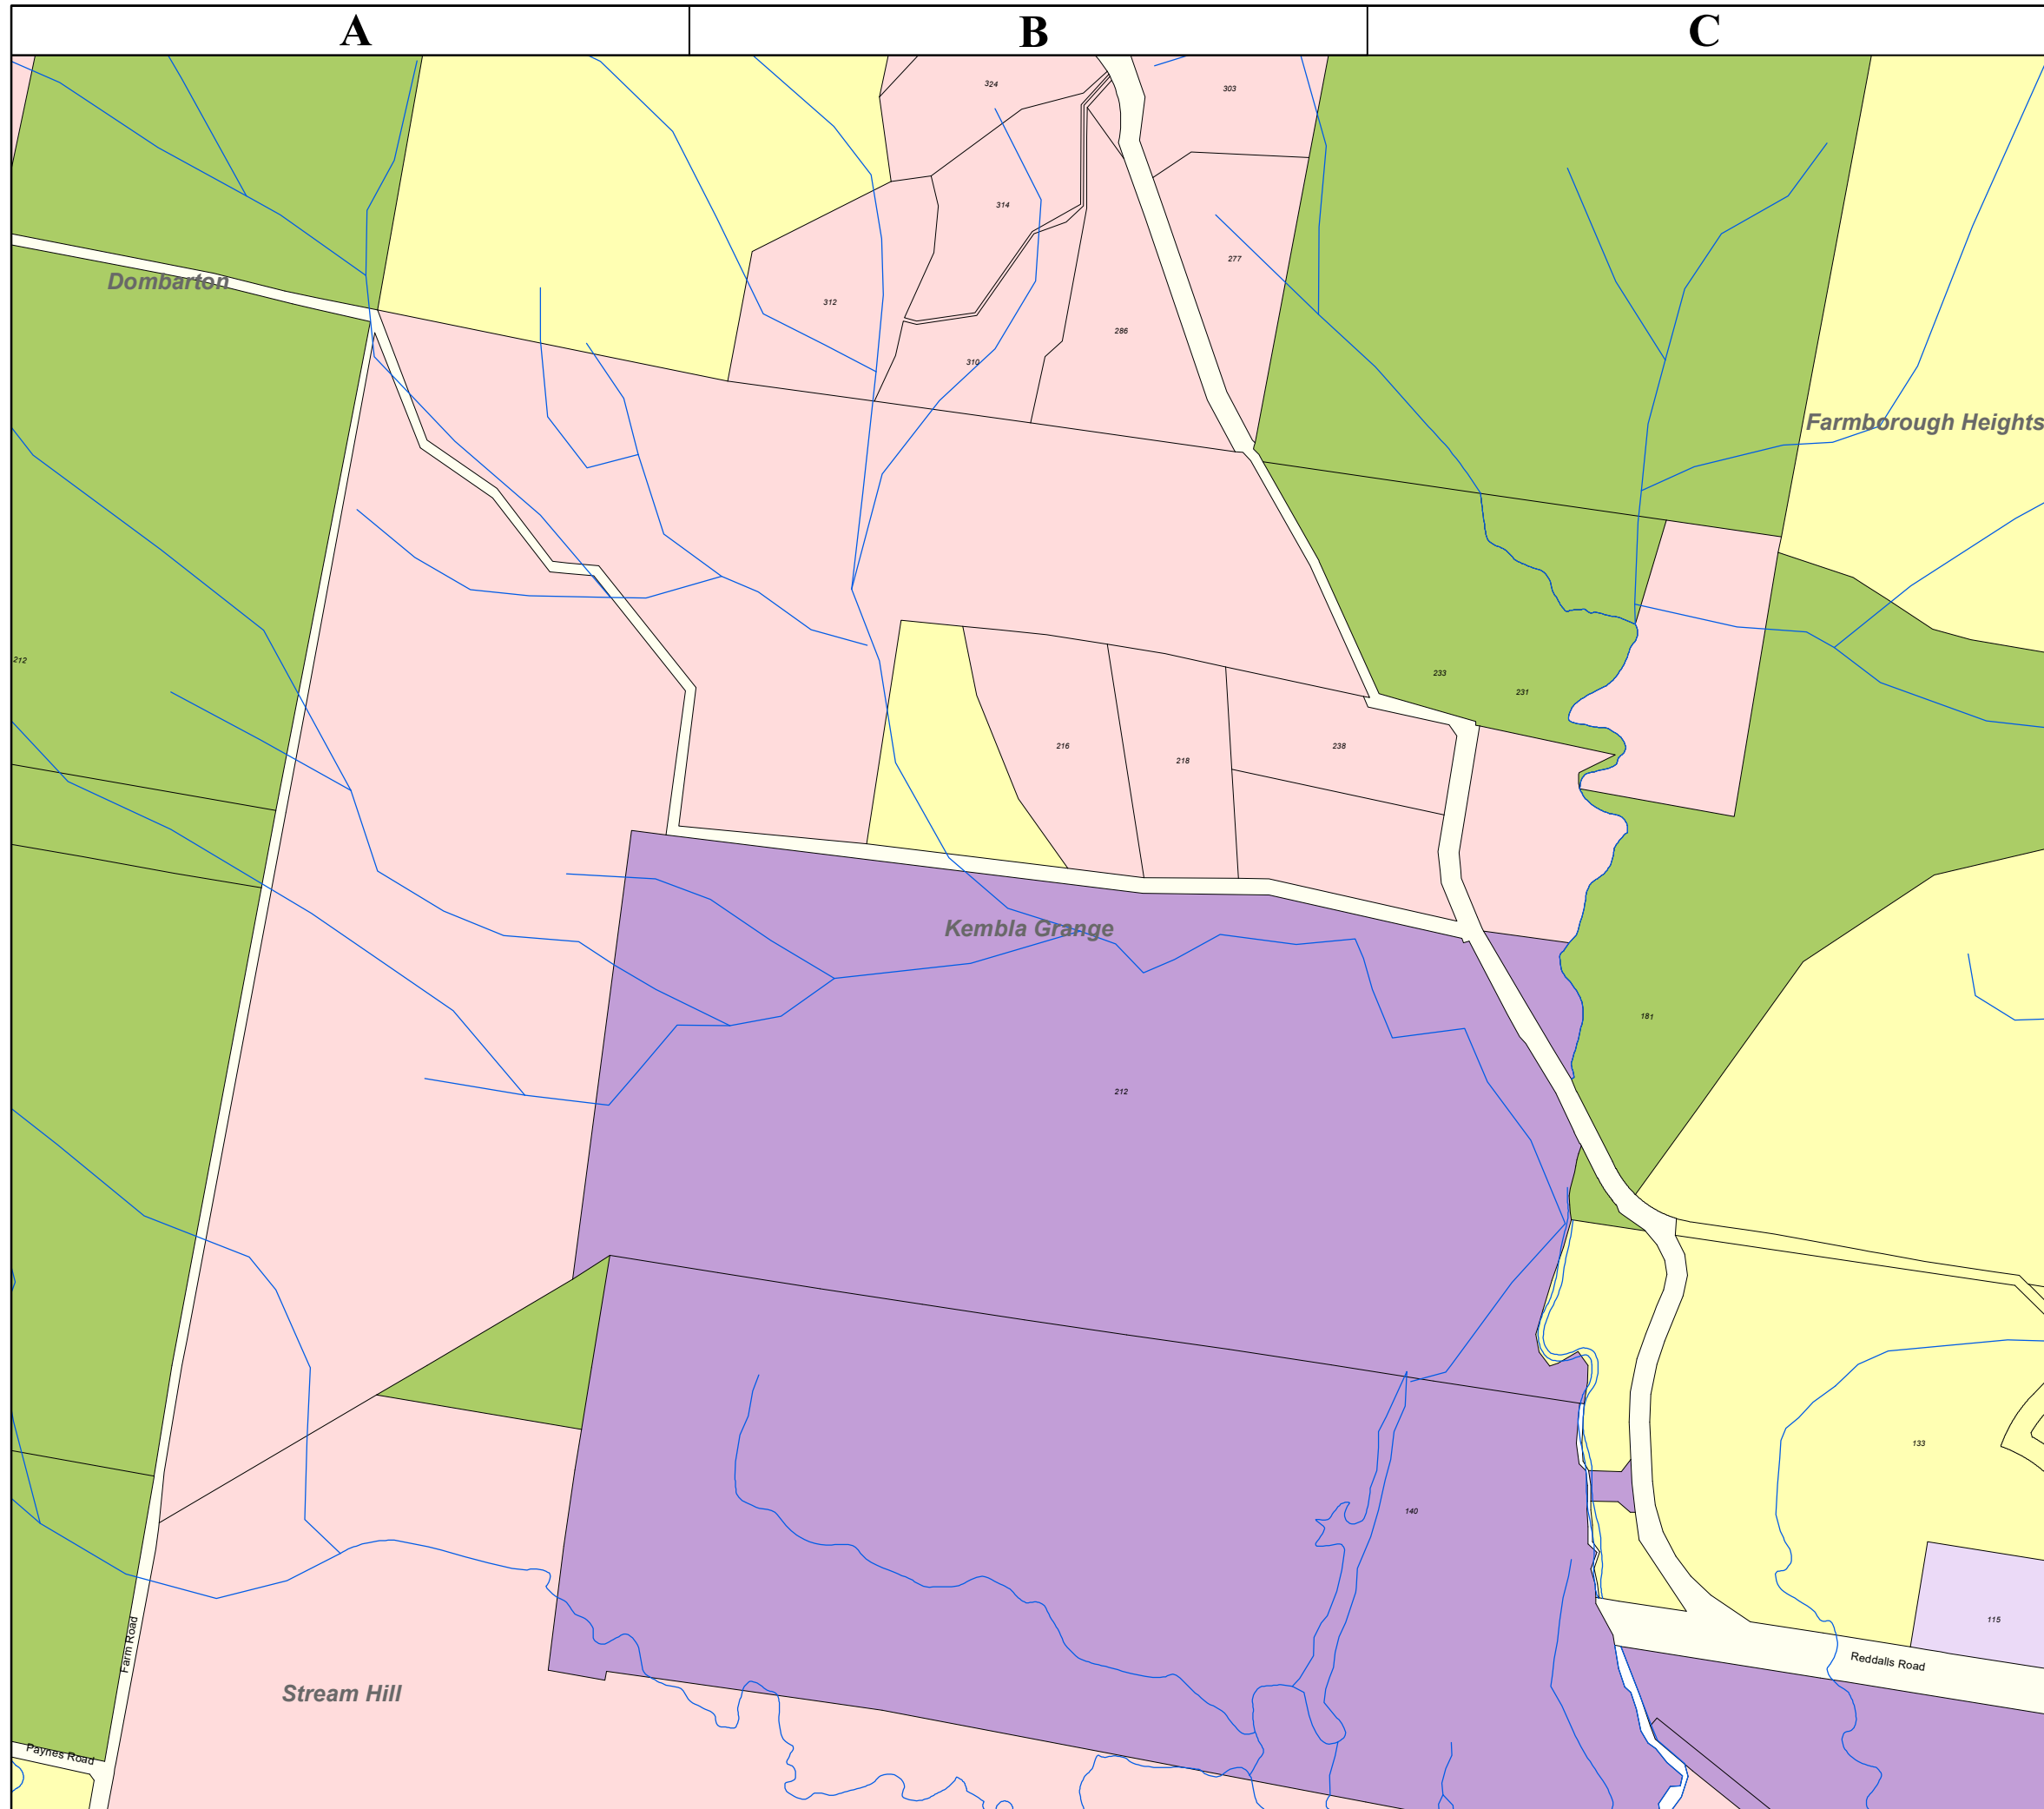 A
B
C
324
303
314
277
Dombarton
312
286
310
Farmborough Heights
212
233
231
216
238
218
Kembla Grange
181
212
133
140
115
Farm Road
Reddalls Road
Stream Hill
Paynes Road